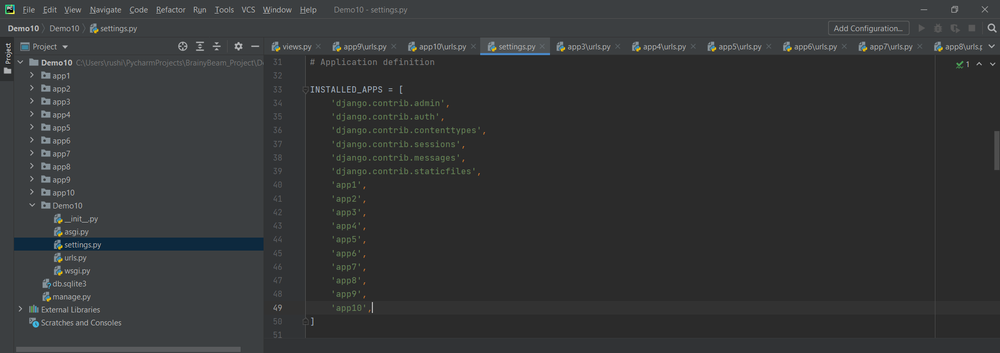 File Edit View Navigate Code Refactor Run Tools VCS Window Help Demo10 - settings.py
Demo10 Demo10 settings.py Add Configuration...
Project
Project
views.py app9\urls.py app10\urls.py settings.py app3\urls.py app4\urls.py app5\urls.py app6\urls.py app7\urls.py app8\urls.p
Demo10 C:\Users\rushi\PycharmProjects\BrainyBeam_Project\D
app1
app2
app3
app4
app5
app6
app7
app8
app9
app10
Demo10
__init__.py
asgi.py
settings.py
urls.py
wsgi.py
db.sqlite3
manage.py
External Libraries
Scratches and Consoles
31 # Application definition
1
32
33 INSTALLED_APPS = [
34 'django.contrib.admin',
35 'django.contrib.auth',
36 'django.contrib.contenttypes',
37 'django.contrib.sessions',
38 'django.contrib.messages',
39 'django.contrib.staticfiles',
40 'app1',
41 'app2',
42 'app3',
43 'app4',
44 'app5',
45 'app6',
46 'app7',
47 'app8',
48 'app9',
49 'app10',
50 ]
51